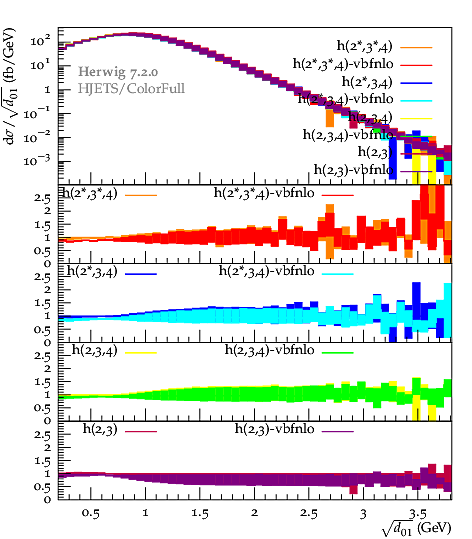 dσ/√d01 (fb/GeV)
10^2
10^1
1
10^−1
10^−2
10^−3
Herwig 7.2.0
HJETS/ColorFull
h(2*,3*,4)
h(2*,3*,4)-vbfnlo
h(2*,3,4)
h(2*,3,4)-vbfnlo
h(2,3,4)
h(2,3,4)-vbfnlo
h(2,3)
h(2,3)-vbfnlo
h(2*,3*,4) h(2*,3*,4)-vbfnlo
2.5
2
1.5
1
0.5
0
h(2*,3,4) h(2*,3,4)-vbfnlo
2.5
2
1.5
1
0.5
0
h(2,3,4) h(2,3,4)-vbfnlo
2.5
2
1.5
1
0.5
0
h(2,3) h(2,3)-vbfnlo
2.5
2
1.5
1
0.5
0
0.5 1 1.5 2 2.5 3 3.5
√d01 (GeV)